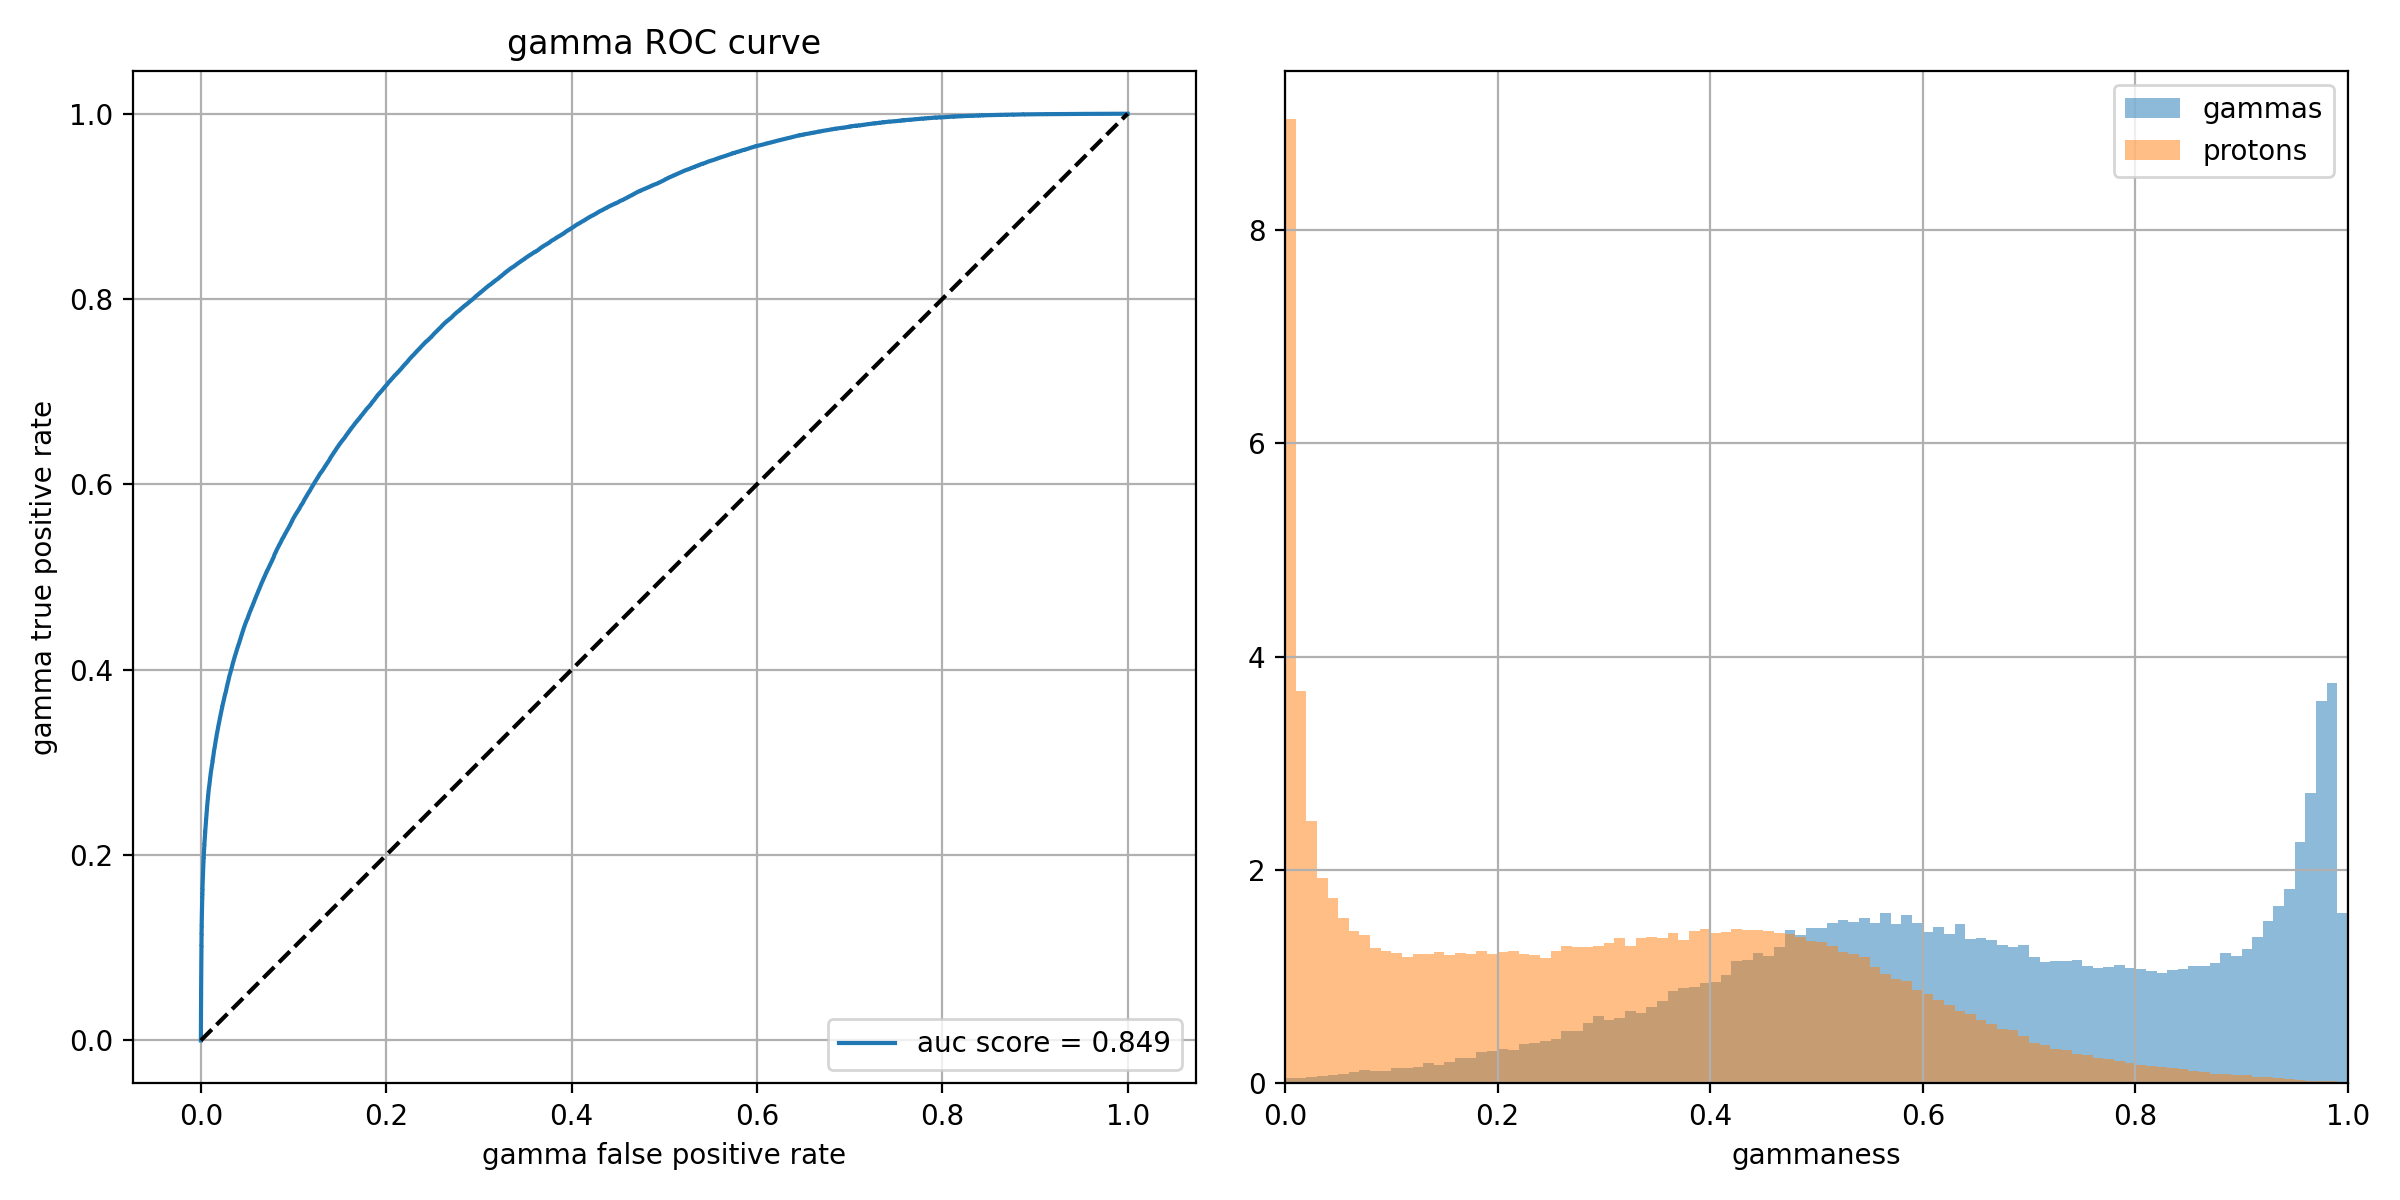 gamma ROC curve
gamma true positive rate
1.0
0.8
0.6
0.4
0.2
0.0
auc score = 0.849
0.0 0.2 0.4 0.6 0.8 1.0
gamma false positive rate
gammas
protons
8
6
4
2
0
0.0 0.2 0.4 0.6 0.8 1.0
gammaness